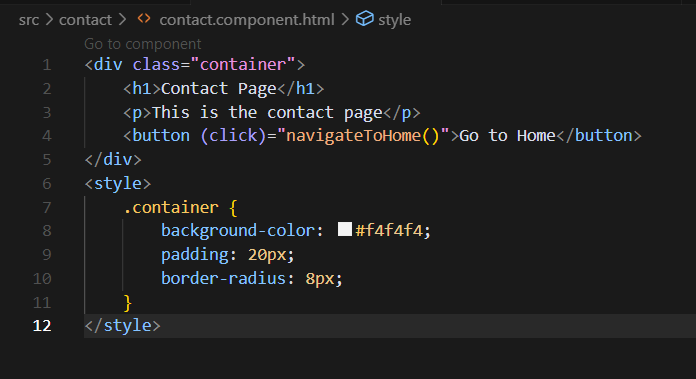 src > contact > <> contact.component.html > style
Go to component
1 <div class="container">
2     <h1>Contact Page</h1>
3     <p>This is the contact page</p>
4     <button (click)="navigateToHome()">Go to Home</button>
5 </div>
6 <style>
7     .container {
8         background-color: #f4f4f4;
9         padding: 20px;
10         border-radius: 8px;
11     }
12 </style>